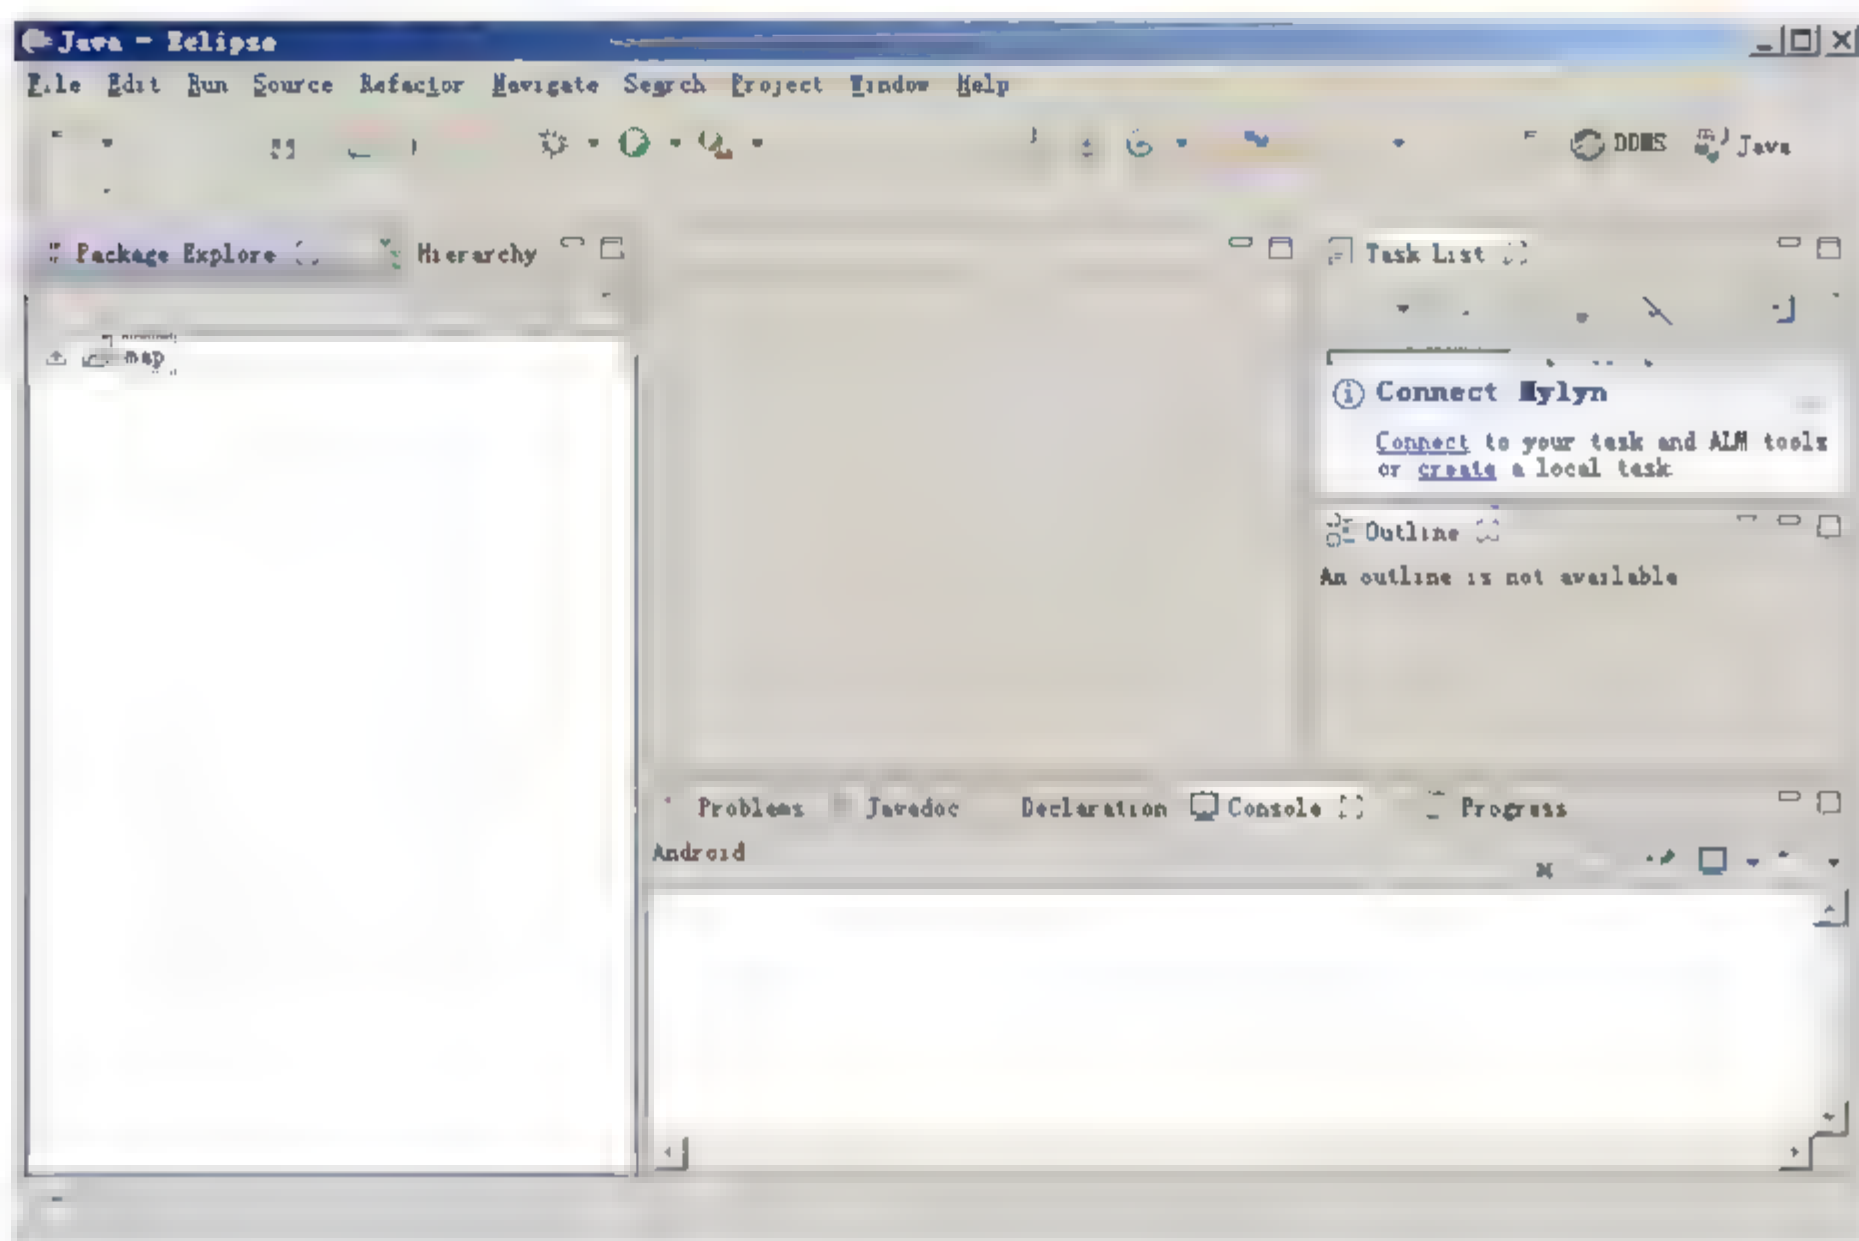 Java - Eclipse
File Edit Run Source Refactor Navigate Search Project Window Help
DDMS Java
Package Explore Hierarchy
Task List
map
Connect Mylyn
Connect to your task and ALM tools
or create a local task
Outline
An outline is not available
Problems Javadoc Declaration Console Progress
Android